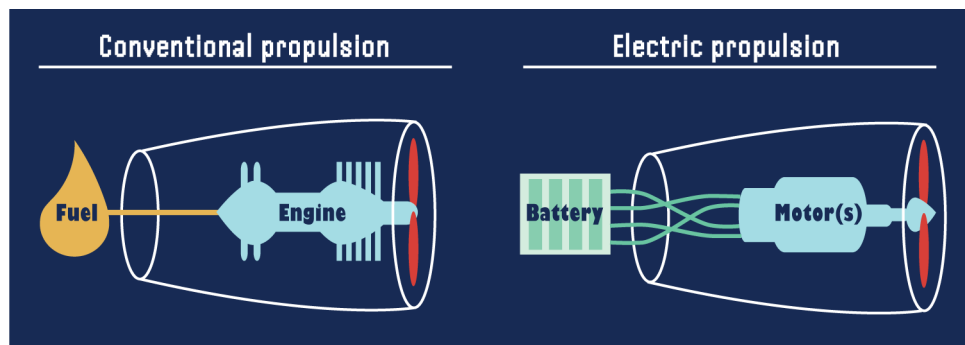 Conventional propulsion
Fuel
Engine
Electric propulsion
Battery
Motor(s)